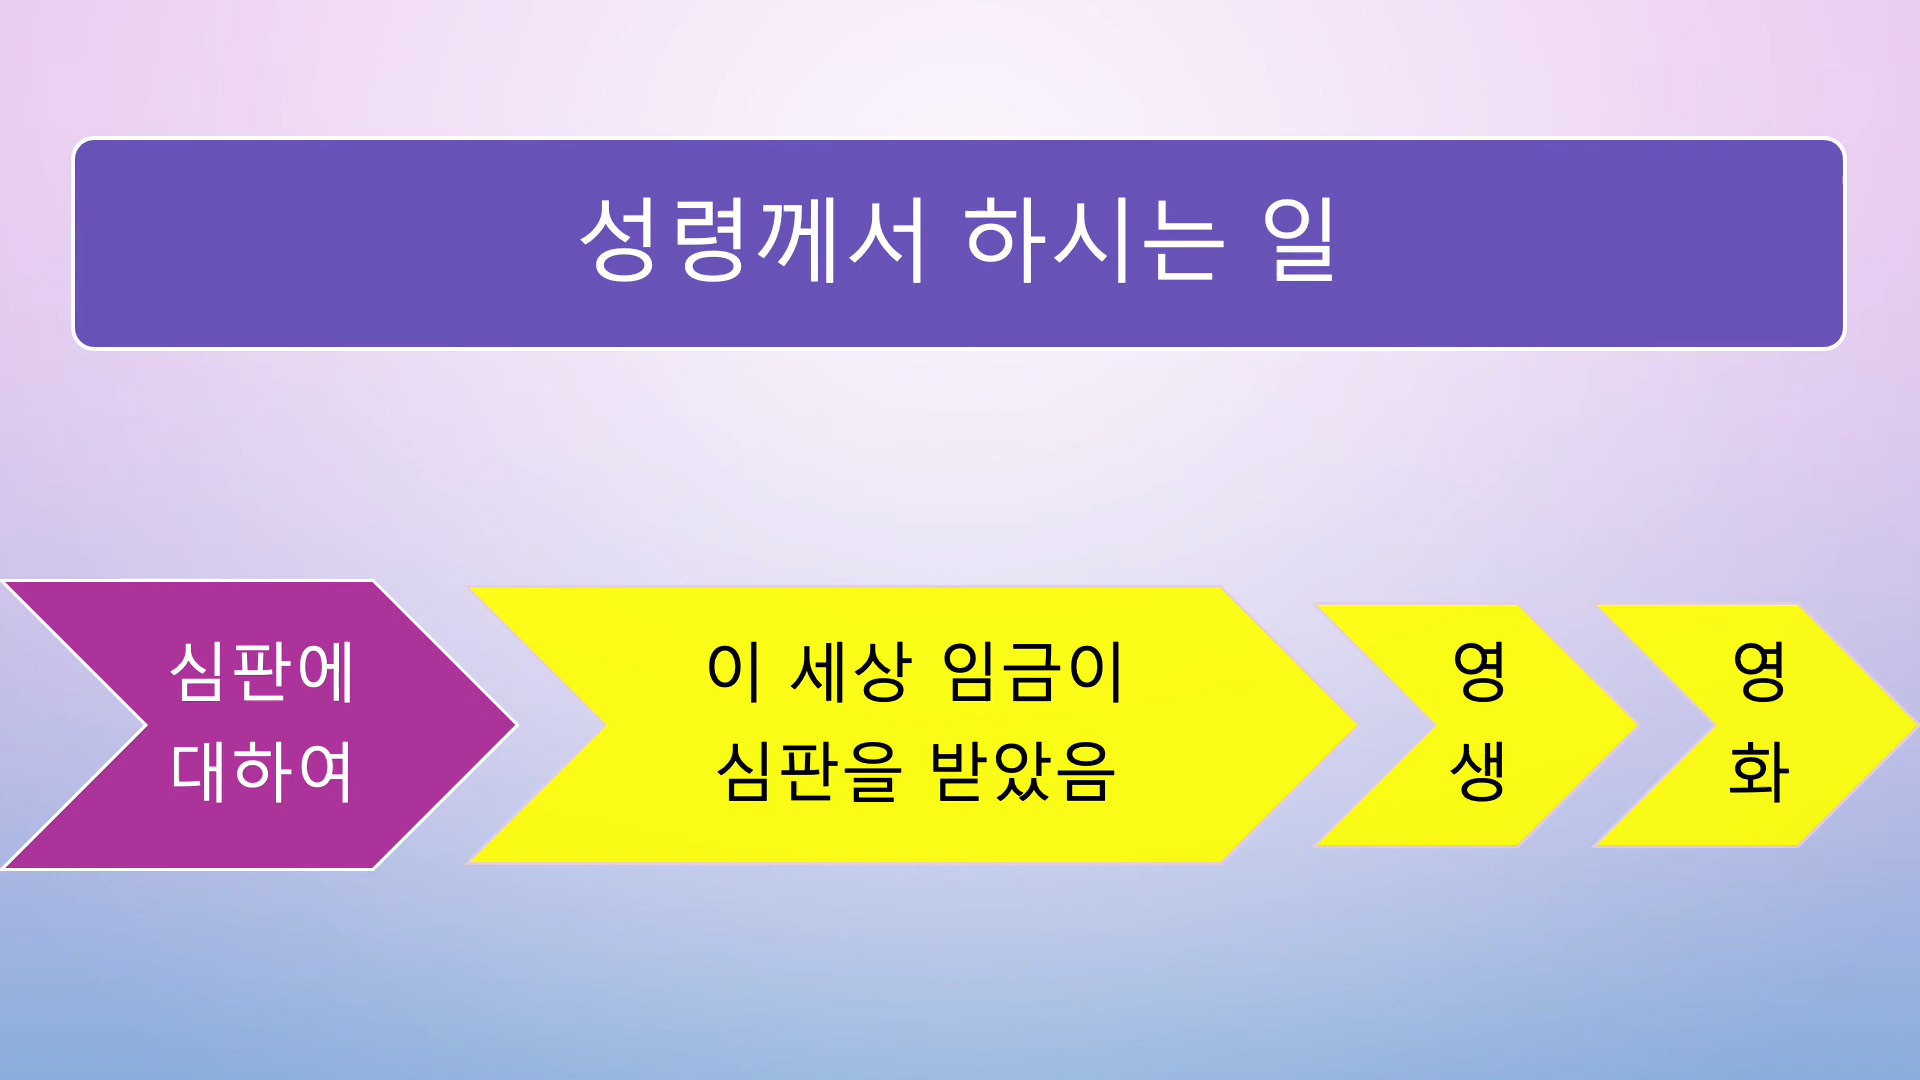 성령께서 하시는 일
심판에
대하여
이 세상 임금이
심판을 받았음
영
생
영
화